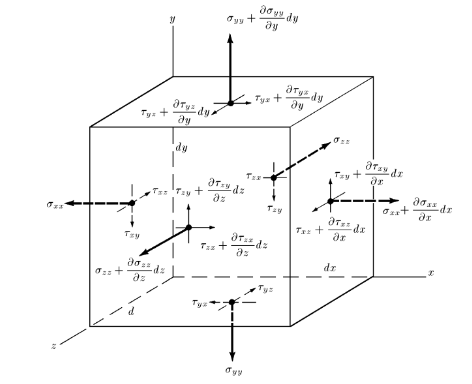 y
σ_yy + ∂σ_yy/∂y dy
τ_yz + ∂τ_yz/∂y dy
τ_yx + ∂τ_yx/∂y dy
dy
σ_zz
τ_zx
τ_zy
τ_xy + ∂τ_xy/∂x dx
σ_xx
τ_xz
τ_xy
τ_zy + ∂τ_zy/∂z dz
σ_xx + ∂σ_xx/∂x dx
τ_xz + ∂τ_xz/∂x dx
τ_zx + ∂τ_zx/∂z dz
σ_zz + ∂σ_zz/∂z dz
dx
x
τ_yz
τ_yx
d
z
σ_yy